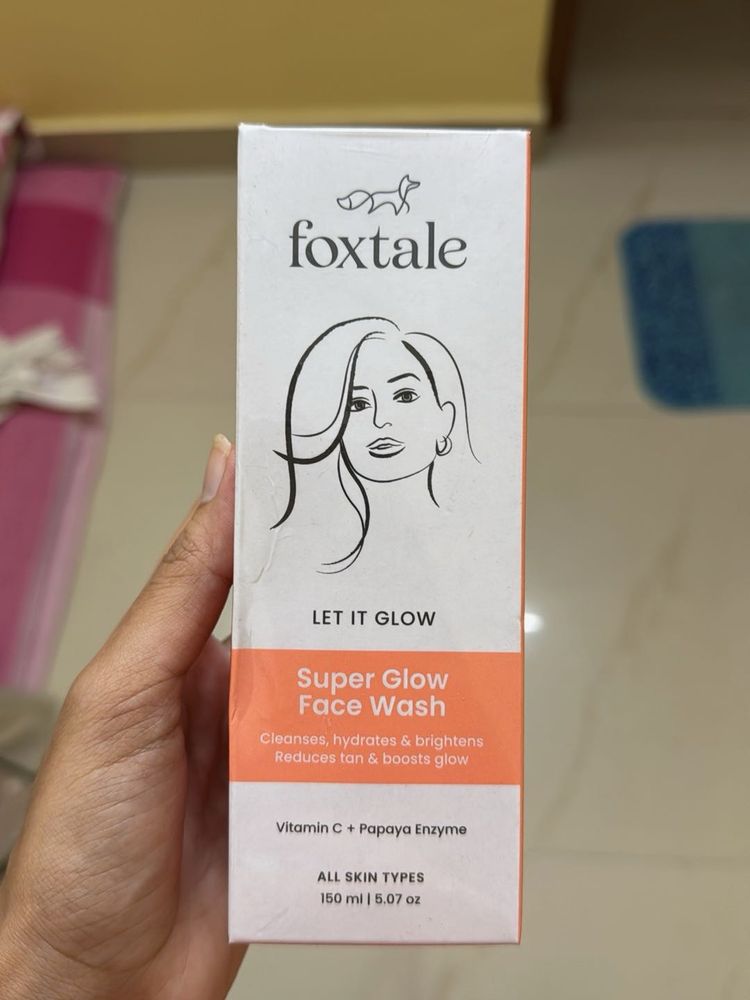 foxtale
LET IT GLOW
Super Glow
Face Wash
Cleanses, hydrates & brightens
Reduces tan & boosts glow
Vitamin C + Papaya Enzyme
ALL SKIN TYPES
150 ml | 5.07 oz